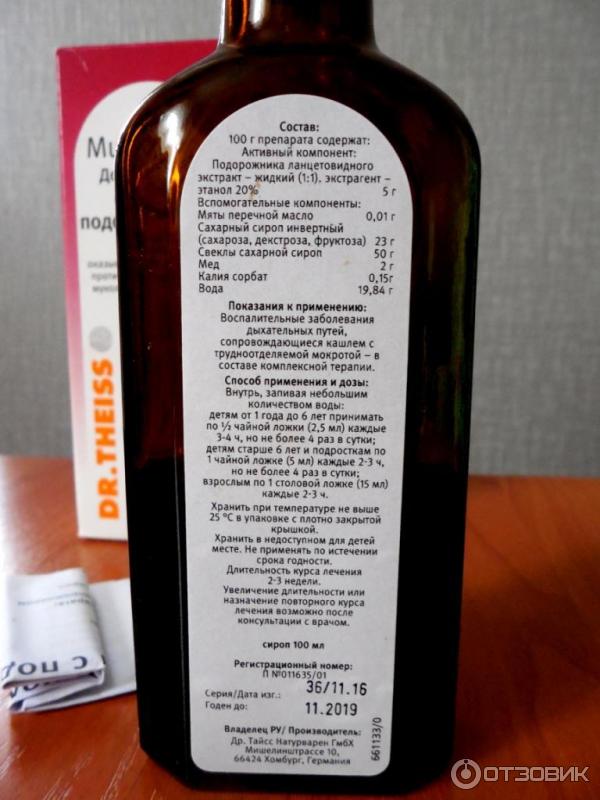 Состав:
100 г препарата содержат:
Активный компонент:
Подорожника ланцетовидного
экстракт – жидкий (1:1). экстрагент –
этанол 20% 5 г
Вспомогательные компоненты:
Мяты перечной масло 0,01 г
Сахарный сироп инвертный
(сахароза, декстроза, фруктоза) 23 г
Свеклы сахарной сироп 50 г
Мед 2 г
Калия сорбат 0,15г
Вода 19,84 г
Показания к применению:
Воспалительные заболевания
дыхательных путей,
сопровождающиеся кашлем с
трудноотделяемой мокротой – в
составе комплексной терапии.
Способ применения и дозы:
Внутрь, запивая небольшим
количеством воды:
детям от 1 года до 6 лет принимать
по ½ чайной ложки (2,5 мл) каждые
3-4 ч, но не более 4 раз в сутки;
детям старше 6 лет и подросткам по
1 чайной ложке (5 мл) каждые 2-3 ч,
но не более 4 раз в сутки;
взрослым по 1 столовой ложке (15 мл)
каждые 2-3 ч.
Хранить при температуре не выше
25 °С в упаковке с плотно закрытой
крышкой.
Хранить в недоступном для детей
месте. Не применять по истечении
срока годности.
Длительность курса лечения
2-3 недели.
Увеличение длительности или
назначение повторного курса
лечения возможно после
консультации с врачом.
сироп 100 мл
Регистрационный номер:
П №011635/01
Серия/Дата изг.: 36/11.16
Годен до 11.2019
Владелец РУ/ Производитель:
Др. Тайсс Натурварен ГмбХ
Мишелинштрассе 10,
66424 Хомбург, Германия
661133/0
DR.THEISS
С ПОД
ОТЗОВИК